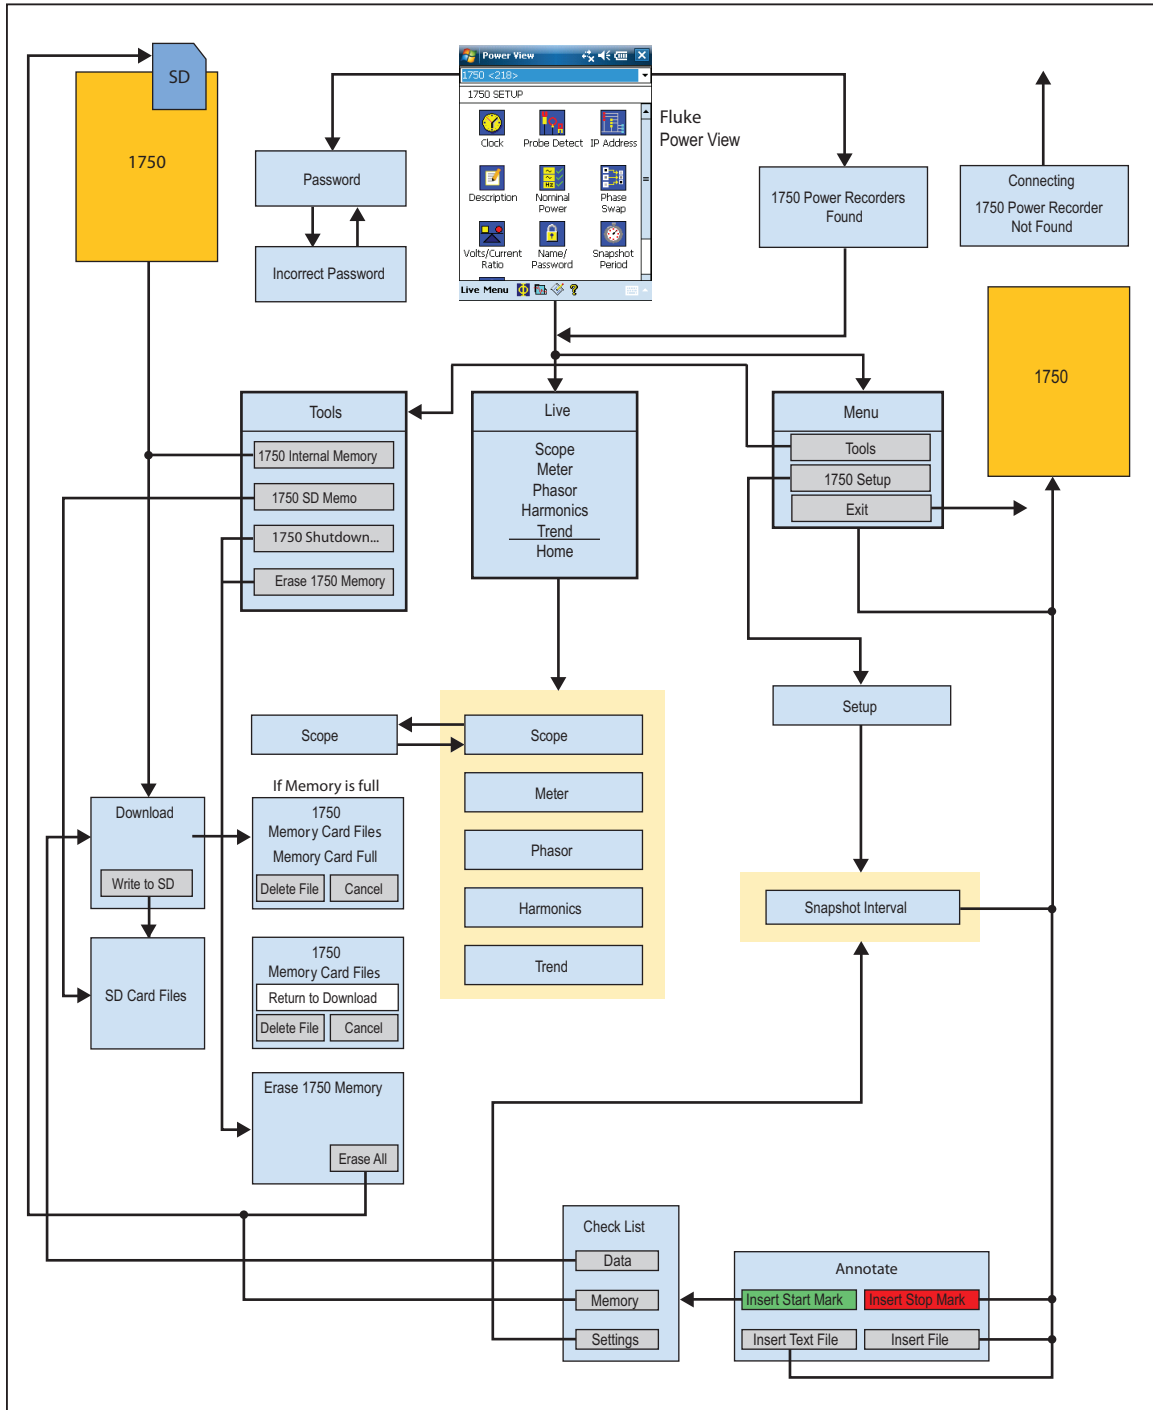 SD
1750
Power View
1750 <218>
1750 SETUP
Clock
Probe Detect
IP Address
Description
Nominal
Power
Phase
Swap
Volts/Current
Ratio
Name/
Password
Snapshot
Period
Live Menu
Fluke
Power View
Password
Incorrect Password
1750 Power Recorders
Found
Connecting
1750 Power Recorder
Not Found
1750
Tools
1750 Internal Memory
1750 SD Memo
1750 Shutdown...
Erase 1750 Memory
Live
Scope
Meter
Phasor
Harmonics
Trend
Home
Menu
Tools
1750 Setup
Exit
Scope
Scope
Meter
Phasor
Harmonics
Trend
Setup
Snapshot Interval
Download
Write to SD
SD Card Files
If Memory is full
1750
Memory Card Files
Memory Card Full
Delete File
Cancel
1750
Memory Card Files
Return to Download
Delete File
Cancel
Erase 1750 Memory
Erase All
Check List
Data
Memory
Settings
Annotate
Insert Start Mark
Insert Stop Mark
Insert Text File
Insert File